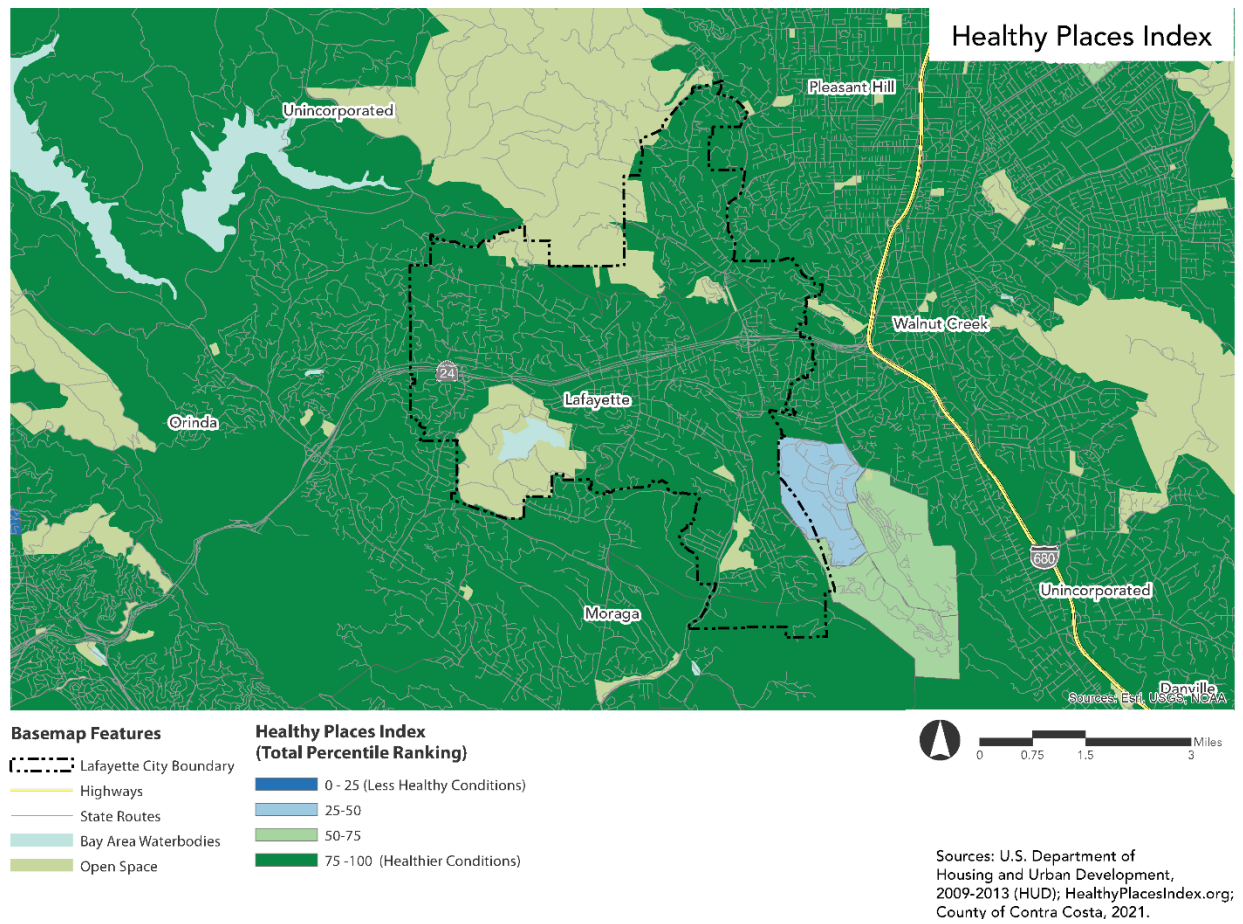 Healthy Places Index
Pleasant Hill
Unincorporated
Walnut Creek
24
Lafayette
Orinda
680
Unincorporated
Moraga
Danville
Sources: Esri, USGS, NOAA
Basemap Features
Lafayette City Boundary
Highways
State Routes
Bay Area Waterbodies
Open Space
Healthy Places Index
(Total Percentile Ranking)
0 - 25 (Less Healthy Conditions)
25-50
50-75
75 -100 (Healthier Conditions)
0 0.75 1.5 3 Miles
Sources: U.S. Department of
Housing and Urban Development,
2009-2013 (HUD); HealthyPlacesIndex.org;
County of Contra Costa, 2021.